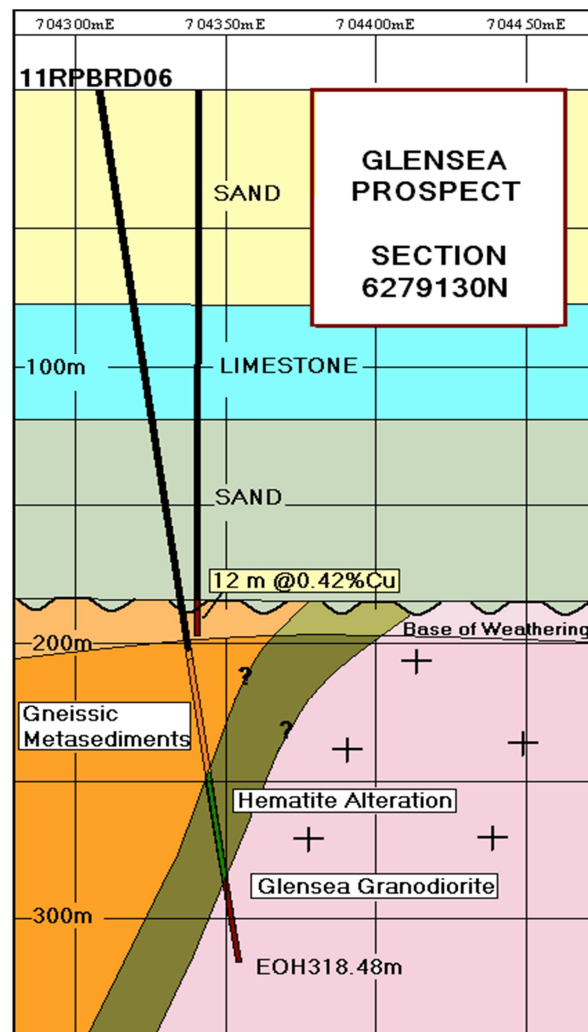 704300mE 704350mE 704400mE 704450mE
11RPBRD06
GLENSEA
PROSPECT
SECTION
6279130N
SAND
100m
LIMESTONE
SAND
12 m @0.42%Cu
Base of Weathering
200m
?
Gneissic
Metasediments
?
Hematite Alteration
Glensea Granodiorite
300m
EOH318.48m